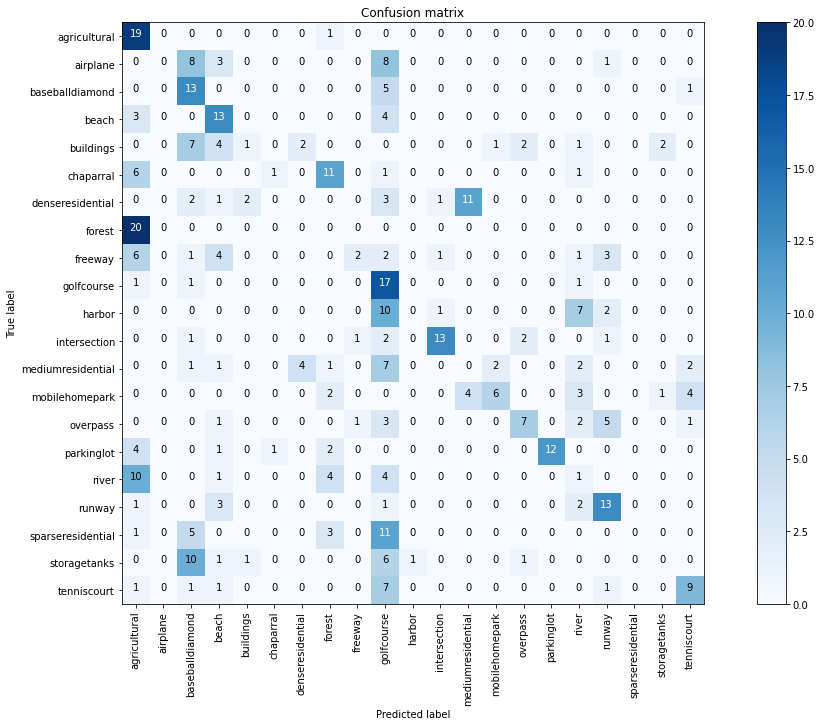 Confusion matrix
True label
agricultural 19 0 0 0 0 0 0 1 0 0 0 0 0 0 0 0 0 0 0 0 0
airplane 0 0 8 3 0 0 0 0 0 8 0 0 0 0 0 0 0 1 0 0 0
baseballdiamond 0 0 13 0 0 0 0 0 0 5 0 0 0 0 0 0 0 0 0 0 1
beach 3 0 0 13 0 0 0 0 0 4 0 0 0 0 0 0 0 0 0 0 0
buildings 0 0 7 4 1 0 2 0 0 0 0 0 0 1 2 0 1 0 0 2 0
chaparral 6 0 0 0 0 1 0 11 0 1 0 0 0 0 0 0 1 0 0 0 0
denseresidential 0 0 2 1 2 0 0 0 0 3 0 1 11 0 0 0 0 0 0 0 0
forest 20 0 0 0 0 0 0 0 0 0 0 0 0 0 0 0 0 0 0 0 0
freeway 6 0 1 4 0 0 0 0 2 2 0 1 0 0 0 0 1 3 0 0 0
golfcourse 1 0 1 0 0 0 0 0 0 17 0 0 0 0 0 0 1 0 0 0 0
harbor 0 0 0 0 0 0 0 0 0 10 0 1 0 0 0 0 7 2 0 0 0
intersection 0 0 1 0 0 0 0 0 1 2 0 13 0 0 2 0 0 1 0 0 0
mediumresidential 0 0 1 1 0 0 4 1 0 7 0 0 0 2 0 0 2 0 0 0 2
mobilehomepark 0 0 0 0 0 0 0 2 0 0 0 0 4 6 0 0 3 0 0 1 4
overpass 0 0 0 1 0 0 0 0 1 3 0 0 0 0 7 0 2 5 0 0 1
parkinglot 4 0 0 1 0 1 0 2 0 0 0 0 0 0 0 12 0 0 0 0 0
river 10 0 0 1 0 0 0 4 0 4 0 0 0 0 0 0 1 0 0 0 0
runway 1 0 0 3 0 0 0 0 0 1 0 0 0 0 0 0 2 13 0 0 0
sparseresidential 1 0 5 0 0 0 0 3 0 11 0 0 0 0 0 0 0 0 0 0 0
storagetanks 0 0 10 1 1 0 0 0 0 6 1 0 0 0 1 0 0 0 0 0 0
tenniscourt 1 0 1 1 0 0 0 0 0 7 0 0 0 0 0 0 0 1 0 0 9
agricultural
airplane
baseballdiamond
beach
buildings
chaparral
denseresidential
forest
freeway
golfcourse
harbor
intersection
mediumresidential
mobilehomepark
overpass
parkinglot
river
runway
sparseresidential
storagetanks
tenniscourt
Predicted label
20.0
17.5
15.0
12.5
10.0
7.5
5.0
2.5
0.0